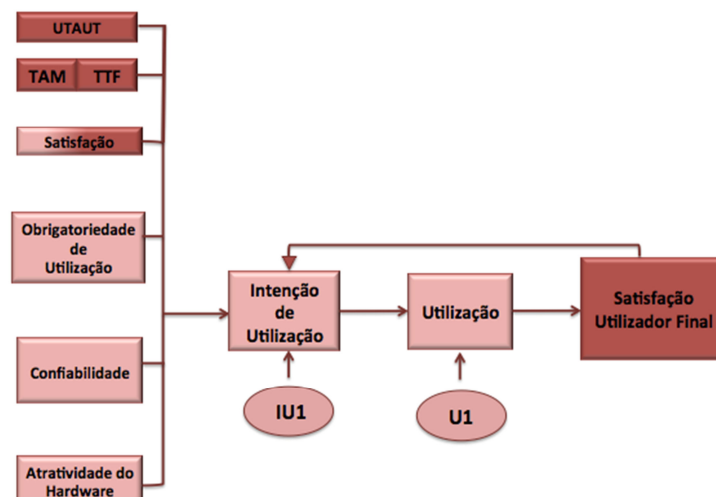 UTAUT
TAM TTF
Satisfação
Obrigatoriedade
de
Utilização
Confiabilidade
Atratividade do
Hardware
Intenção
de
Utilização
IU1
Utilização
U1
Satisfação
Utilizador Final